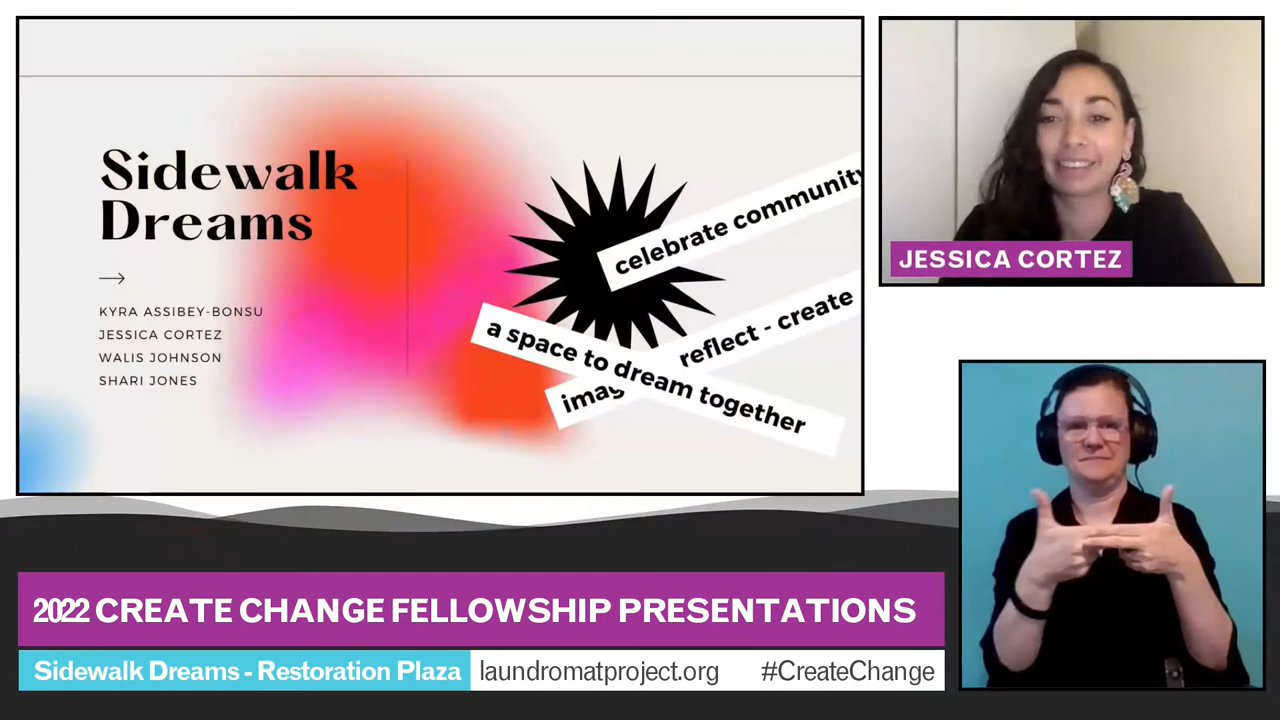 Sidewalk
Dreams
KYRA ASSIBEY-BONSU
JESSICA CORTEZ
WALIS JOHNSON
SHARI JONES
celebrate community
reflect - create
a space to dream together
imag
JESSICA CORTEZ
2022 CREATE CHANGE FELLOWSHIP PRESENTATIONS
Sidewalk Dreams - Restoration Plaza
laundromatproject.org
#CreateChange